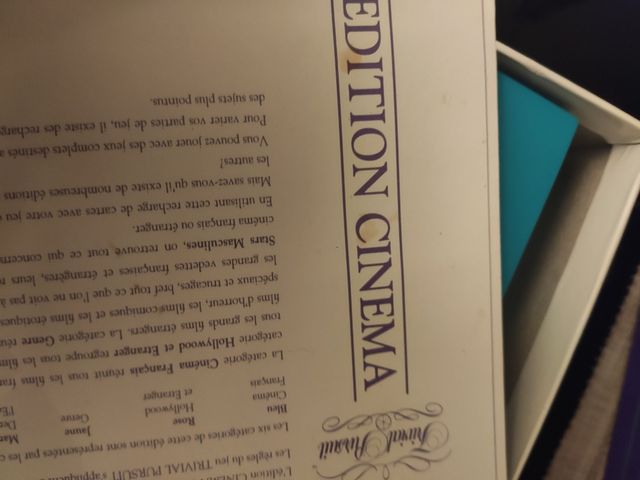 Trivial Pursuit
EDITION CINEMA
L'édition
Les règles du jeu TRIVIAL PURSUIT s'appliquent
Les six catégories de cette édition sont représentées par les c
Bleu Rose Jaune Mar
Cinéma Hollywood Genre
Français Etranger et
La catégorie Cinéma Français réunit tous les films fran
catégorie Hollywood et Etranger et regroupe tous les film
tous les grands films étrangers. La catégorie Genre réu
films d'horreur, les films comiques et les films érotiques
spéciaux et trucages, bref tout ce que l'on ne voit pas à
les grandes vedettes françaises et étrangères, leurs
Stars Masculines, on retrouve tout ce qui concern
cinéma français ou étranger.
En utilisant cette recharge de cartes avec votre jeu
Mais savez-vous qu'il existe de nombreuses éditions
les autres!
Vous pouvez jouer avec des jeux complets destinés a
Pour varier vos parties de jeu, il existe des recharg
des sujets plus pointus.